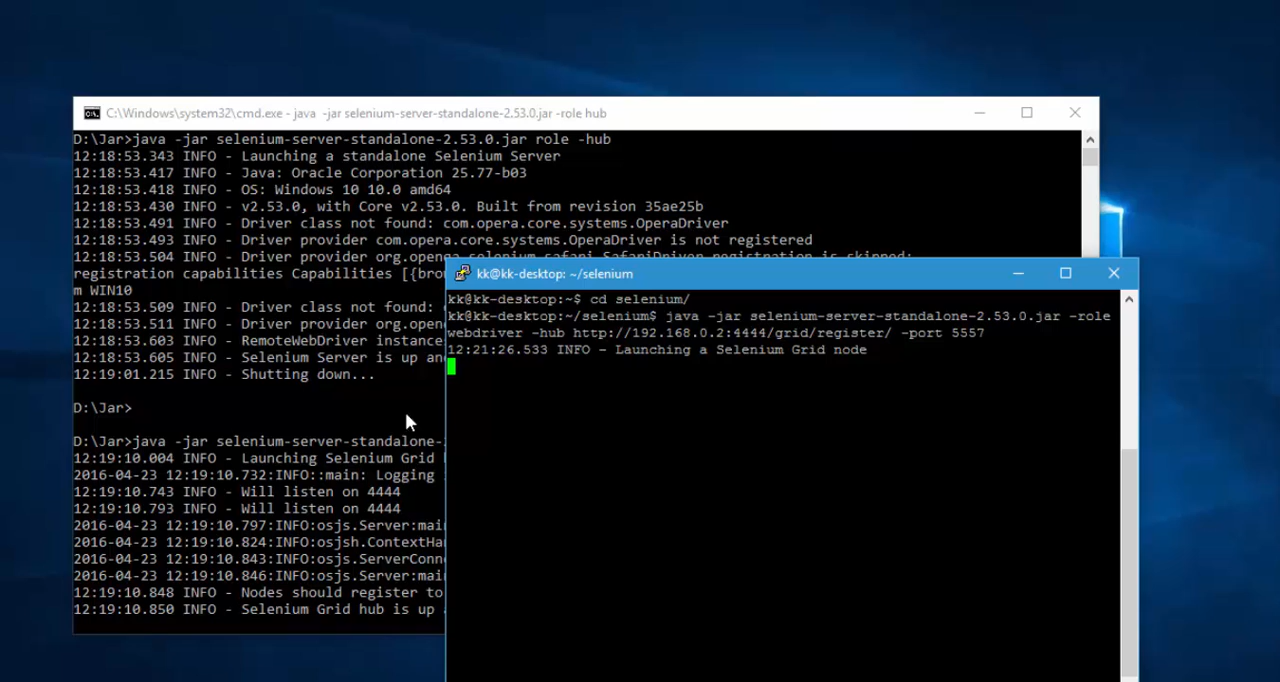 C:\Windows\system32\cmd.exe - java -jar selenium-server-standalone-2.53.0.jar -role hub
D:\Jar>java -jar selenium-server-standalone-2.53.0.jar role -hub
12:18:53.343 INFO - Launching a standalone Selenium Server
12:18:53.417 INFO - Java: Oracle Corporation 25.77-b03
12:18:53.418 INFO - OS: Windows 10 10.0 amd64
12:18:53.430 INFO - v2.53.0, with Core v2.53.0. Built from revision 35ae25b
12:18:53.491 INFO - Driver class not found: com.opera.core.systems.OperaDriver
12:18:53.493 INFO - Driver provider com.opera.core.systems.OperaDriver is not registered
12:18:53.504 INFO - Driver provider org.openqa.selenium.safari.SafariDriver registration is skipped:
registration capabilities Capabilities [{bro
m WIN10
12:18:53.509 INFO - Driver class not found:
12:18:53.511 INFO - Driver provider org.open
12:18:53.603 INFO - RemoteWebDriver instance
12:18:53.605 INFO - Selenium Server is up an
12:19:01.215 INFO - Shutting down...
D:\Jar>
D:\Jar>java -jar selenium-server-standalone-
12:19:10.004 INFO - Launching Selenium Grid
2016-04-23 12:19:10.732:INFO::main: Logging
12:19:10.743 INFO - Will listen on 4444
12:19:10.793 INFO - Will listen on 4444
2016-04-23 12:19:10.797:INFO:osjs.Server:mai
2016-04-23 12:19:10.824:INFO:osjsh.ContextHa
2016-04-23 12:19:10.843:INFO:osjs.ServerConn
2016-04-23 12:19:10.846:INFO:osjs.Server:mai
12:19:10.848 INFO - Nodes should register to
12:19:10.850 INFO - Selenium Grid hub is up
kk@kk-desktop: ~/selenium
kk@kk-desktop:~$ cd selenium/
kk@kk-desktop:~/selenium$ java -jar selenium-server-standalone-2.53.0.jar -role
webdriver -hub http://192.168.0.2:4444/grid/register/ -port 5557
12:21:26.533 INFO - Launching a Selenium Grid node